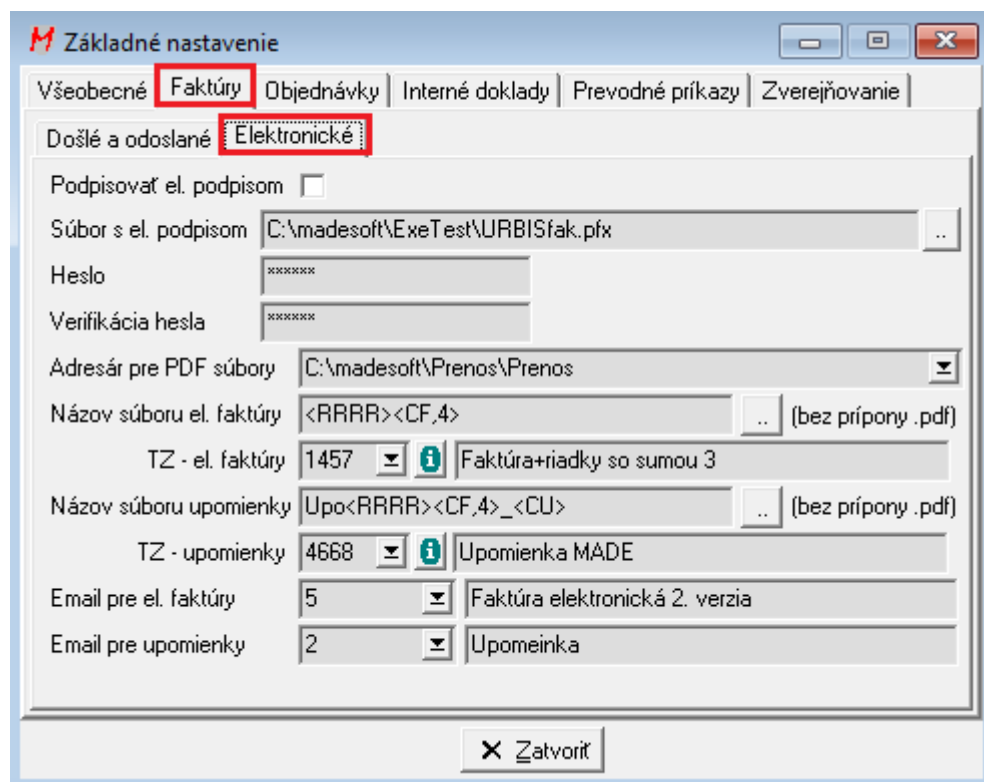 Základné nastavenie
Všeobecné Faktúry Objednávky Interné doklady Prevodné príkazy Zverejňovanie
Došlé a odoslané Elektronické
Podpisovať el. podpisom
Súbor s el. podpisom C:\madesoft\ExeTest\URBISfak.pfx ..
Heslo ******
Verifikácia hesla ******
Adresár pre PDF súbory C:\madesoft\Prenos\Prenos
Názov súboru el. faktúry <RRRR><CF,4> .. (bez prípony .pdf)
TZ - el. faktúry 1457 Faktúra+riadky so sumou 3
Názov súboru upomienky Upo<RRRR><CF,4>_<CU> .. (bez prípony .pdf)
TZ - upomienky 4668 Upomienka MADE
Email pre el. faktúry 5 Faktúra elektronická 2. verzia
Email pre upomienky 2 Upomeinka
Zatvoriť